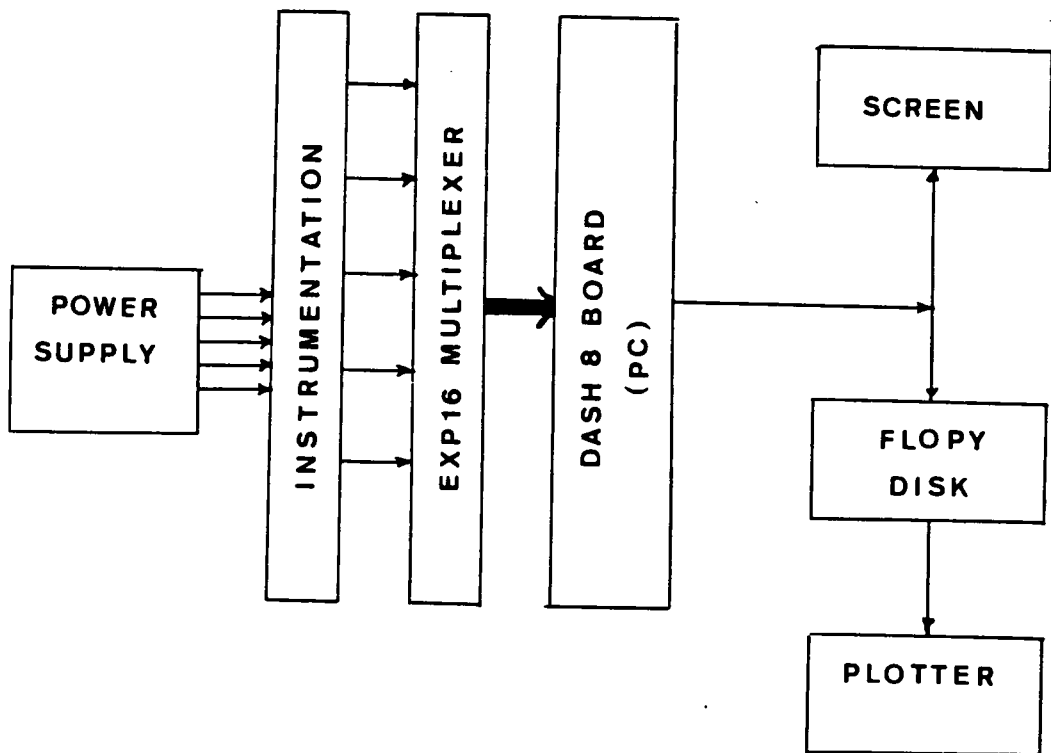 POWER
SUPPLY
INSTRUMENTATION
EXP16 MULTIPLEXER
DASH 8 BOARD
(PC)
SCREEN
FLOPY
DISK
PLOTTER